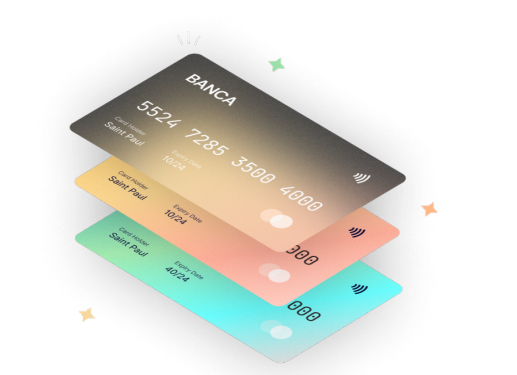 BANCA
5524 7285 3500 4000
Card Holder
Saint Paul
Expiry Date
10/24
Card Holder
Saint Paul
Expiry Date
10/24
000
Card Holder
Saint Paul
Expiry Date
40/24
000